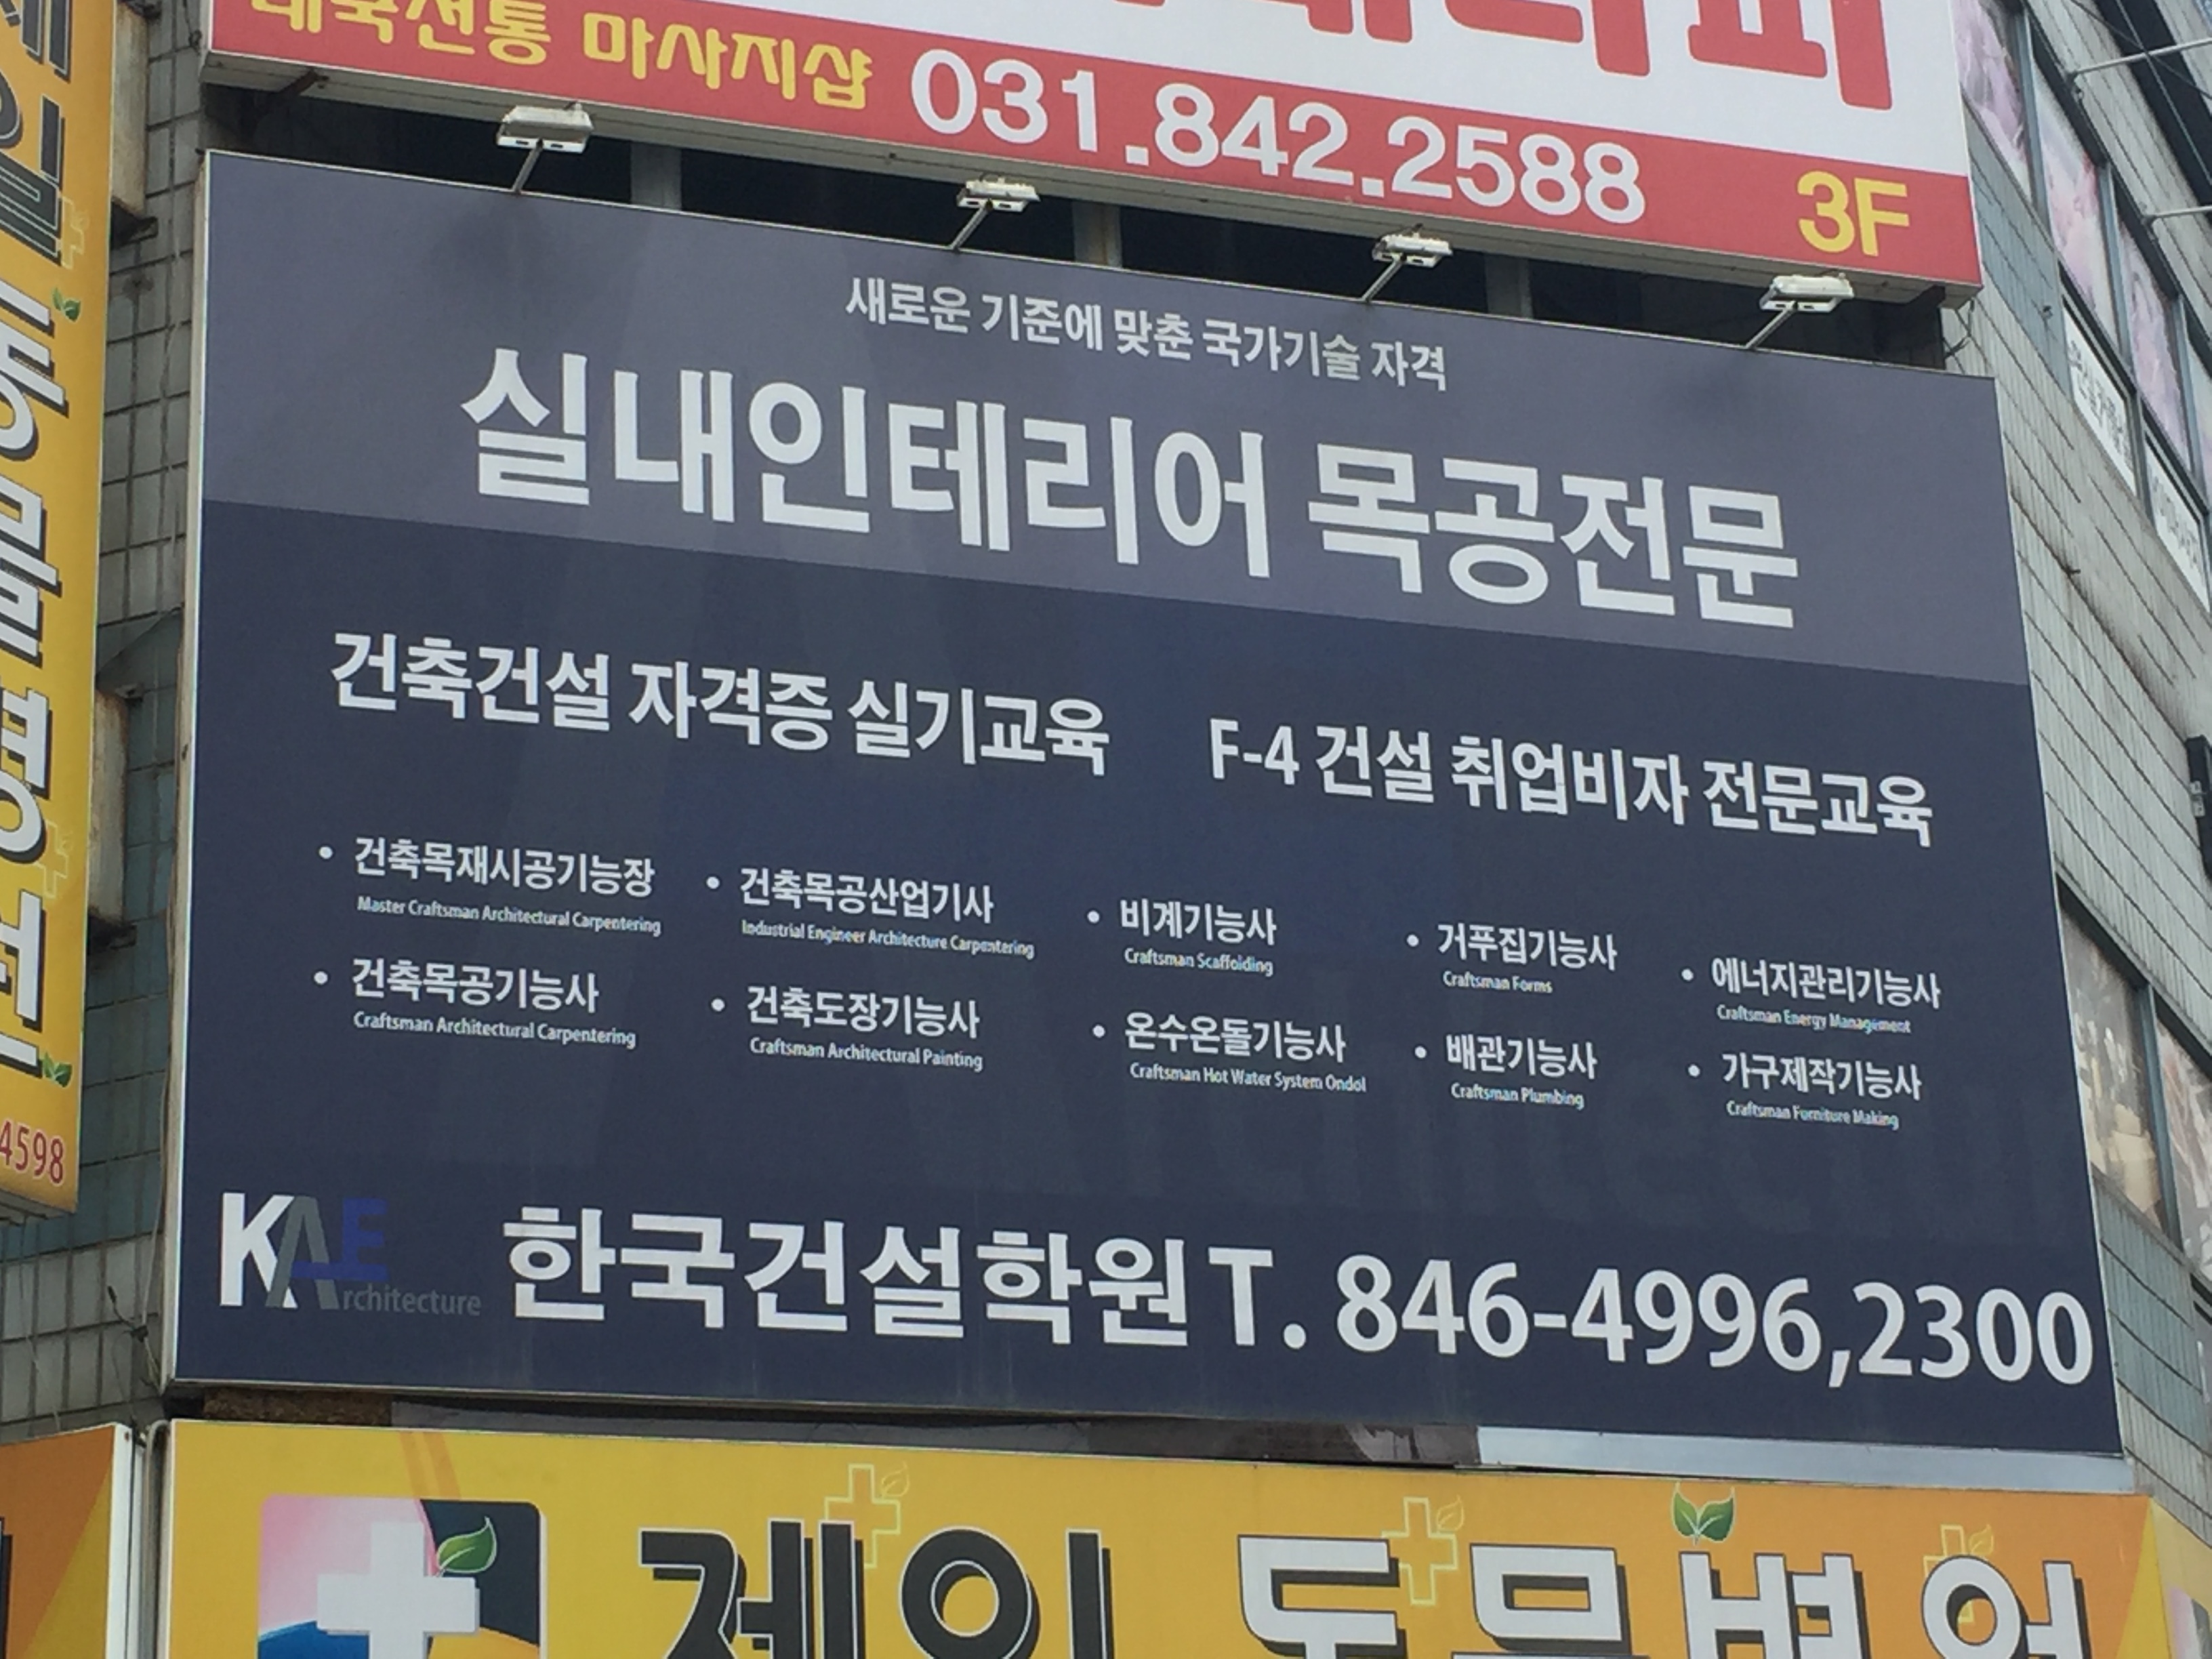 마사지샵 031.842.2588 3F
새로운 기준에 맞춘 국가기술 자격
실내인테리어 목공전문
건축건설 자격증 실기교육 F-4 건설 취업비자 전문교육
• 건축목재시공기능장 • 건축목공산업기사 • 비계기능사 • 거푸집기능사 • 에너지관리기능사
Master Craftsman Architectural Carpentering Industrial Engineer Architecture Carpentering Craftsman Scaffolding Craftsman Forms Craftsman Energy Management
• 건축목공기능사 • 건축도장기능사 • 온수온돌기능사 • 배관기능사 • 가구제작기능사
Craftsman Architectural Carpentering Craftsman Architectural Painting Craftsman Hot Water System Ondol Craftsman Plumbing Craftsman Furniture Making
KAE Architecture 한국건설학원 T. 846-4996,2300
제일 동물병원
4598